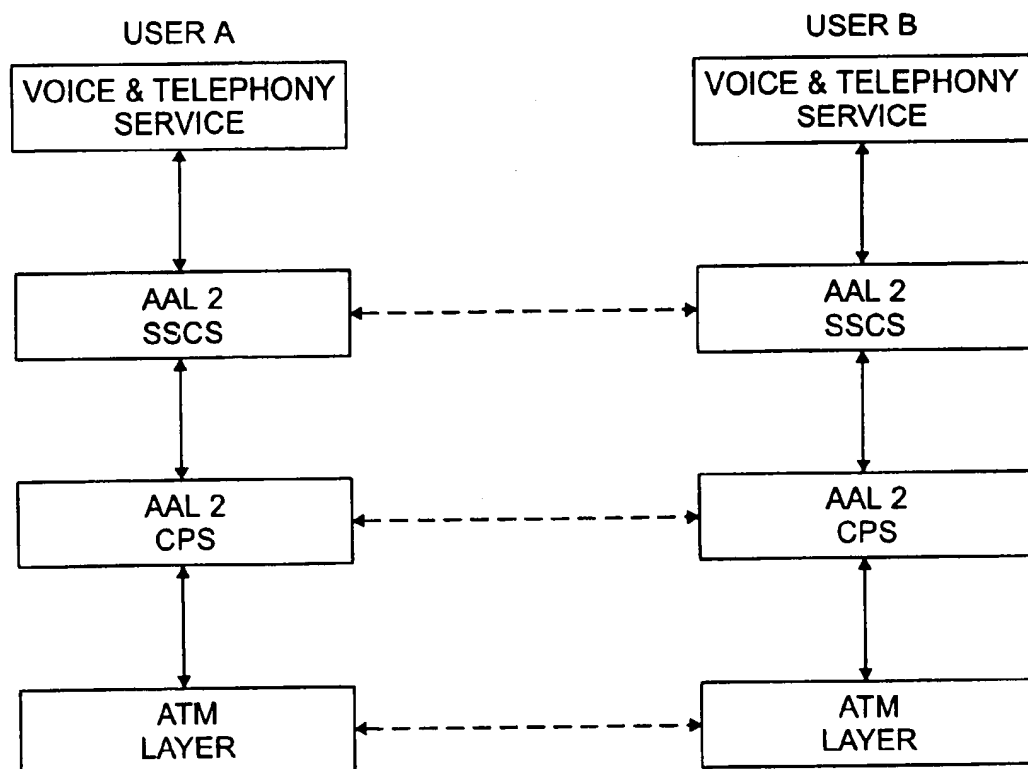 USER A
VOICE & TELEPHONY
SERVICE
AAL 2
SSCS
AAL 2
CPS
ATM
LAYER
USER B
VOICE & TELEPHONY
SERVICE
AAL 2
SSCS
AAL 2
CPS
ATM
LAYER